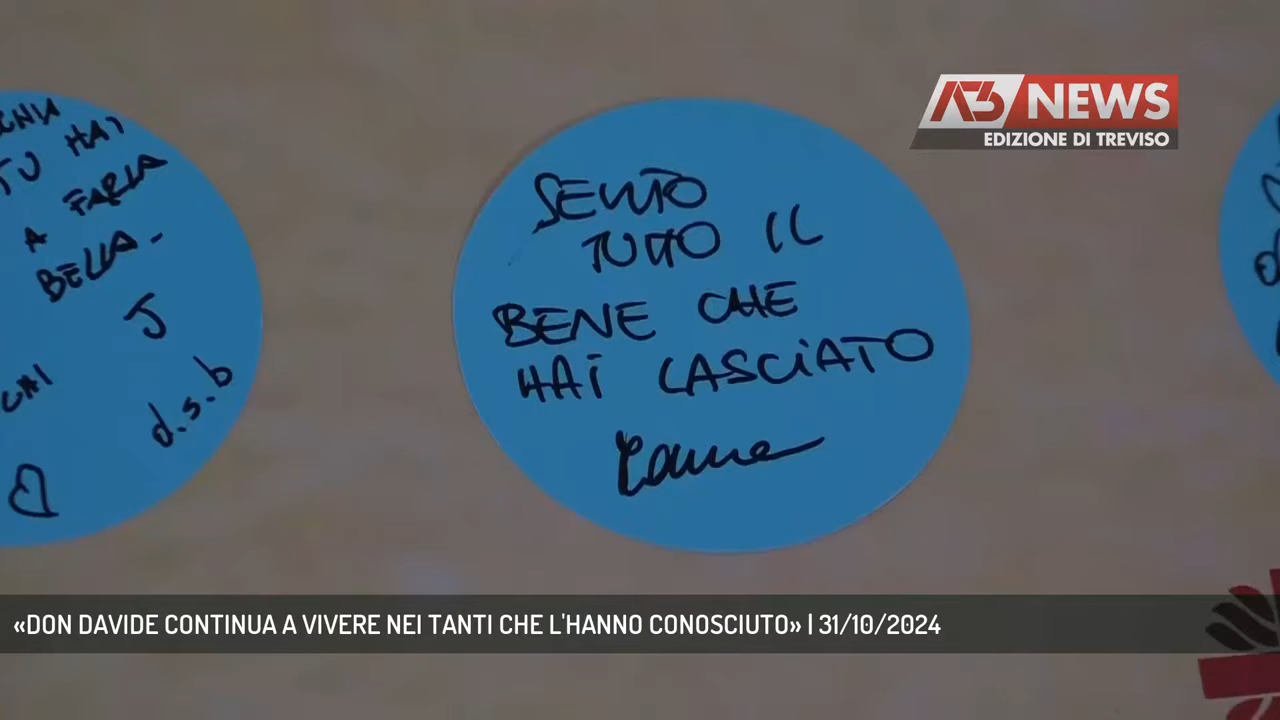 A3 NEWS
EDIZIONE DI TREVISO
TU HAI
A FARLA
BELLA.
J
d.s.b
SENTO
TUTTO IL
BENE CHE
HAI LASCIATO
«DON DAVIDE CONTINUA A VIVERE NEI TANTI CHE L'HANNO CONOSCIUTO» | 31/10/2024